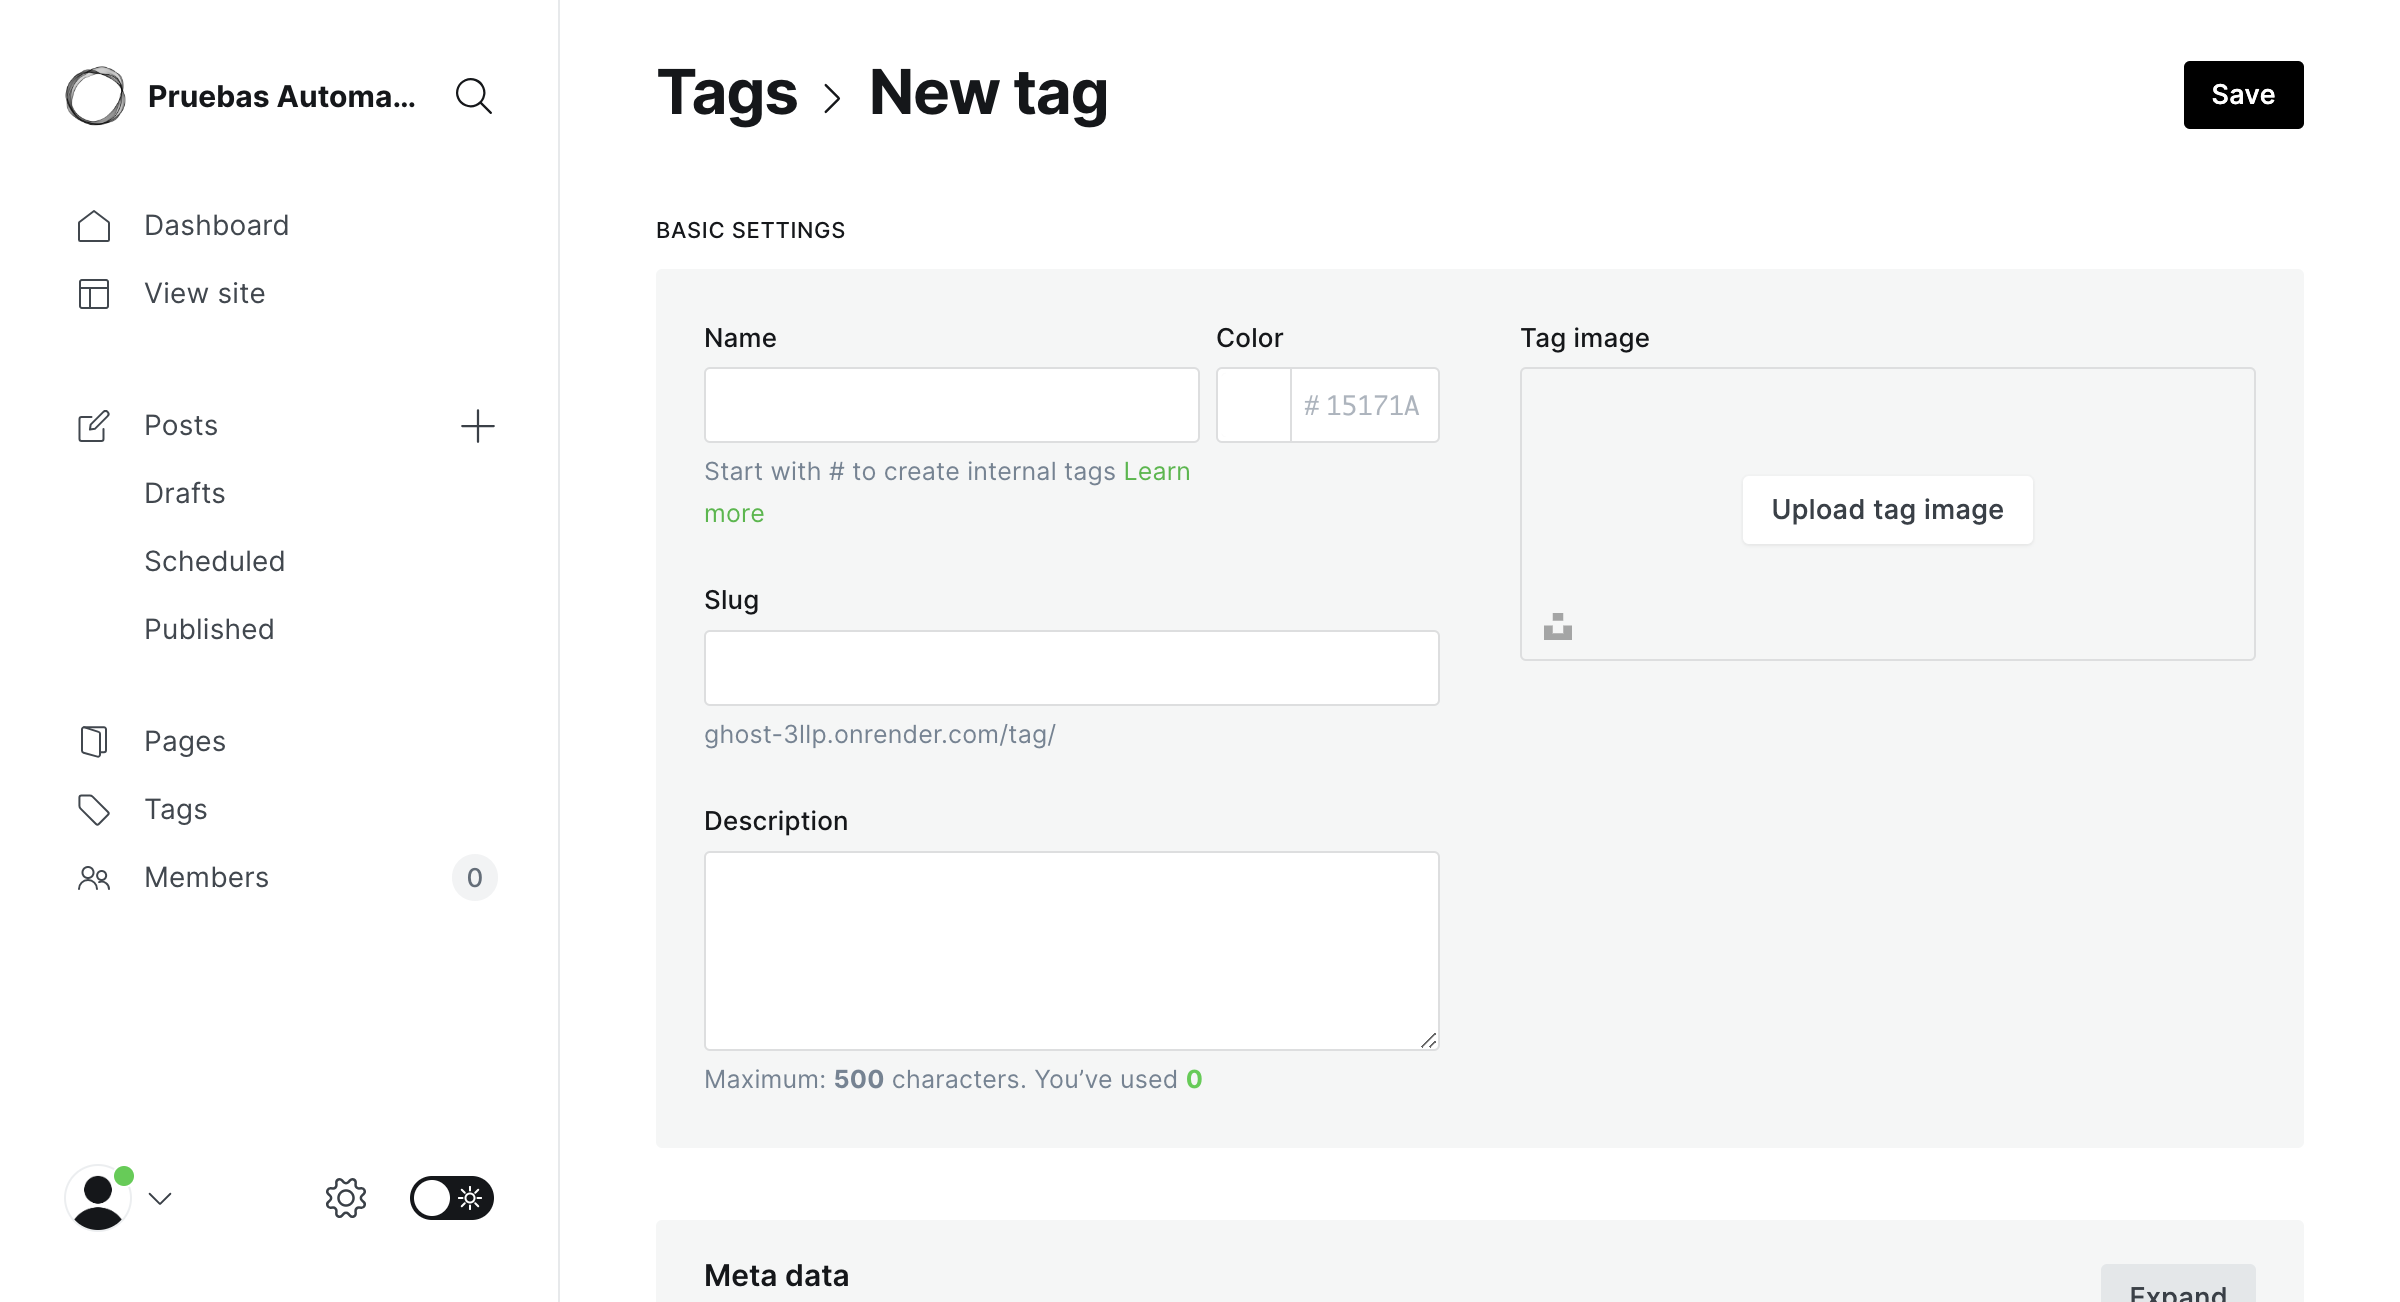 Pruebas Automa...
Dashboard
View site
Posts
Drafts
Scheduled
Published
Pages
Tags
Members
0
Tags > New tag
Save
BASIC SETTINGS
Name
Color
# 15171A
Start with # to create internal tags Learn
more
Slug
ghost-3llp.onrender.com/tag/
Description
Maximum: 500 characters. You’ve used 0
Tag image
Upload tag image
Meta data
Expand